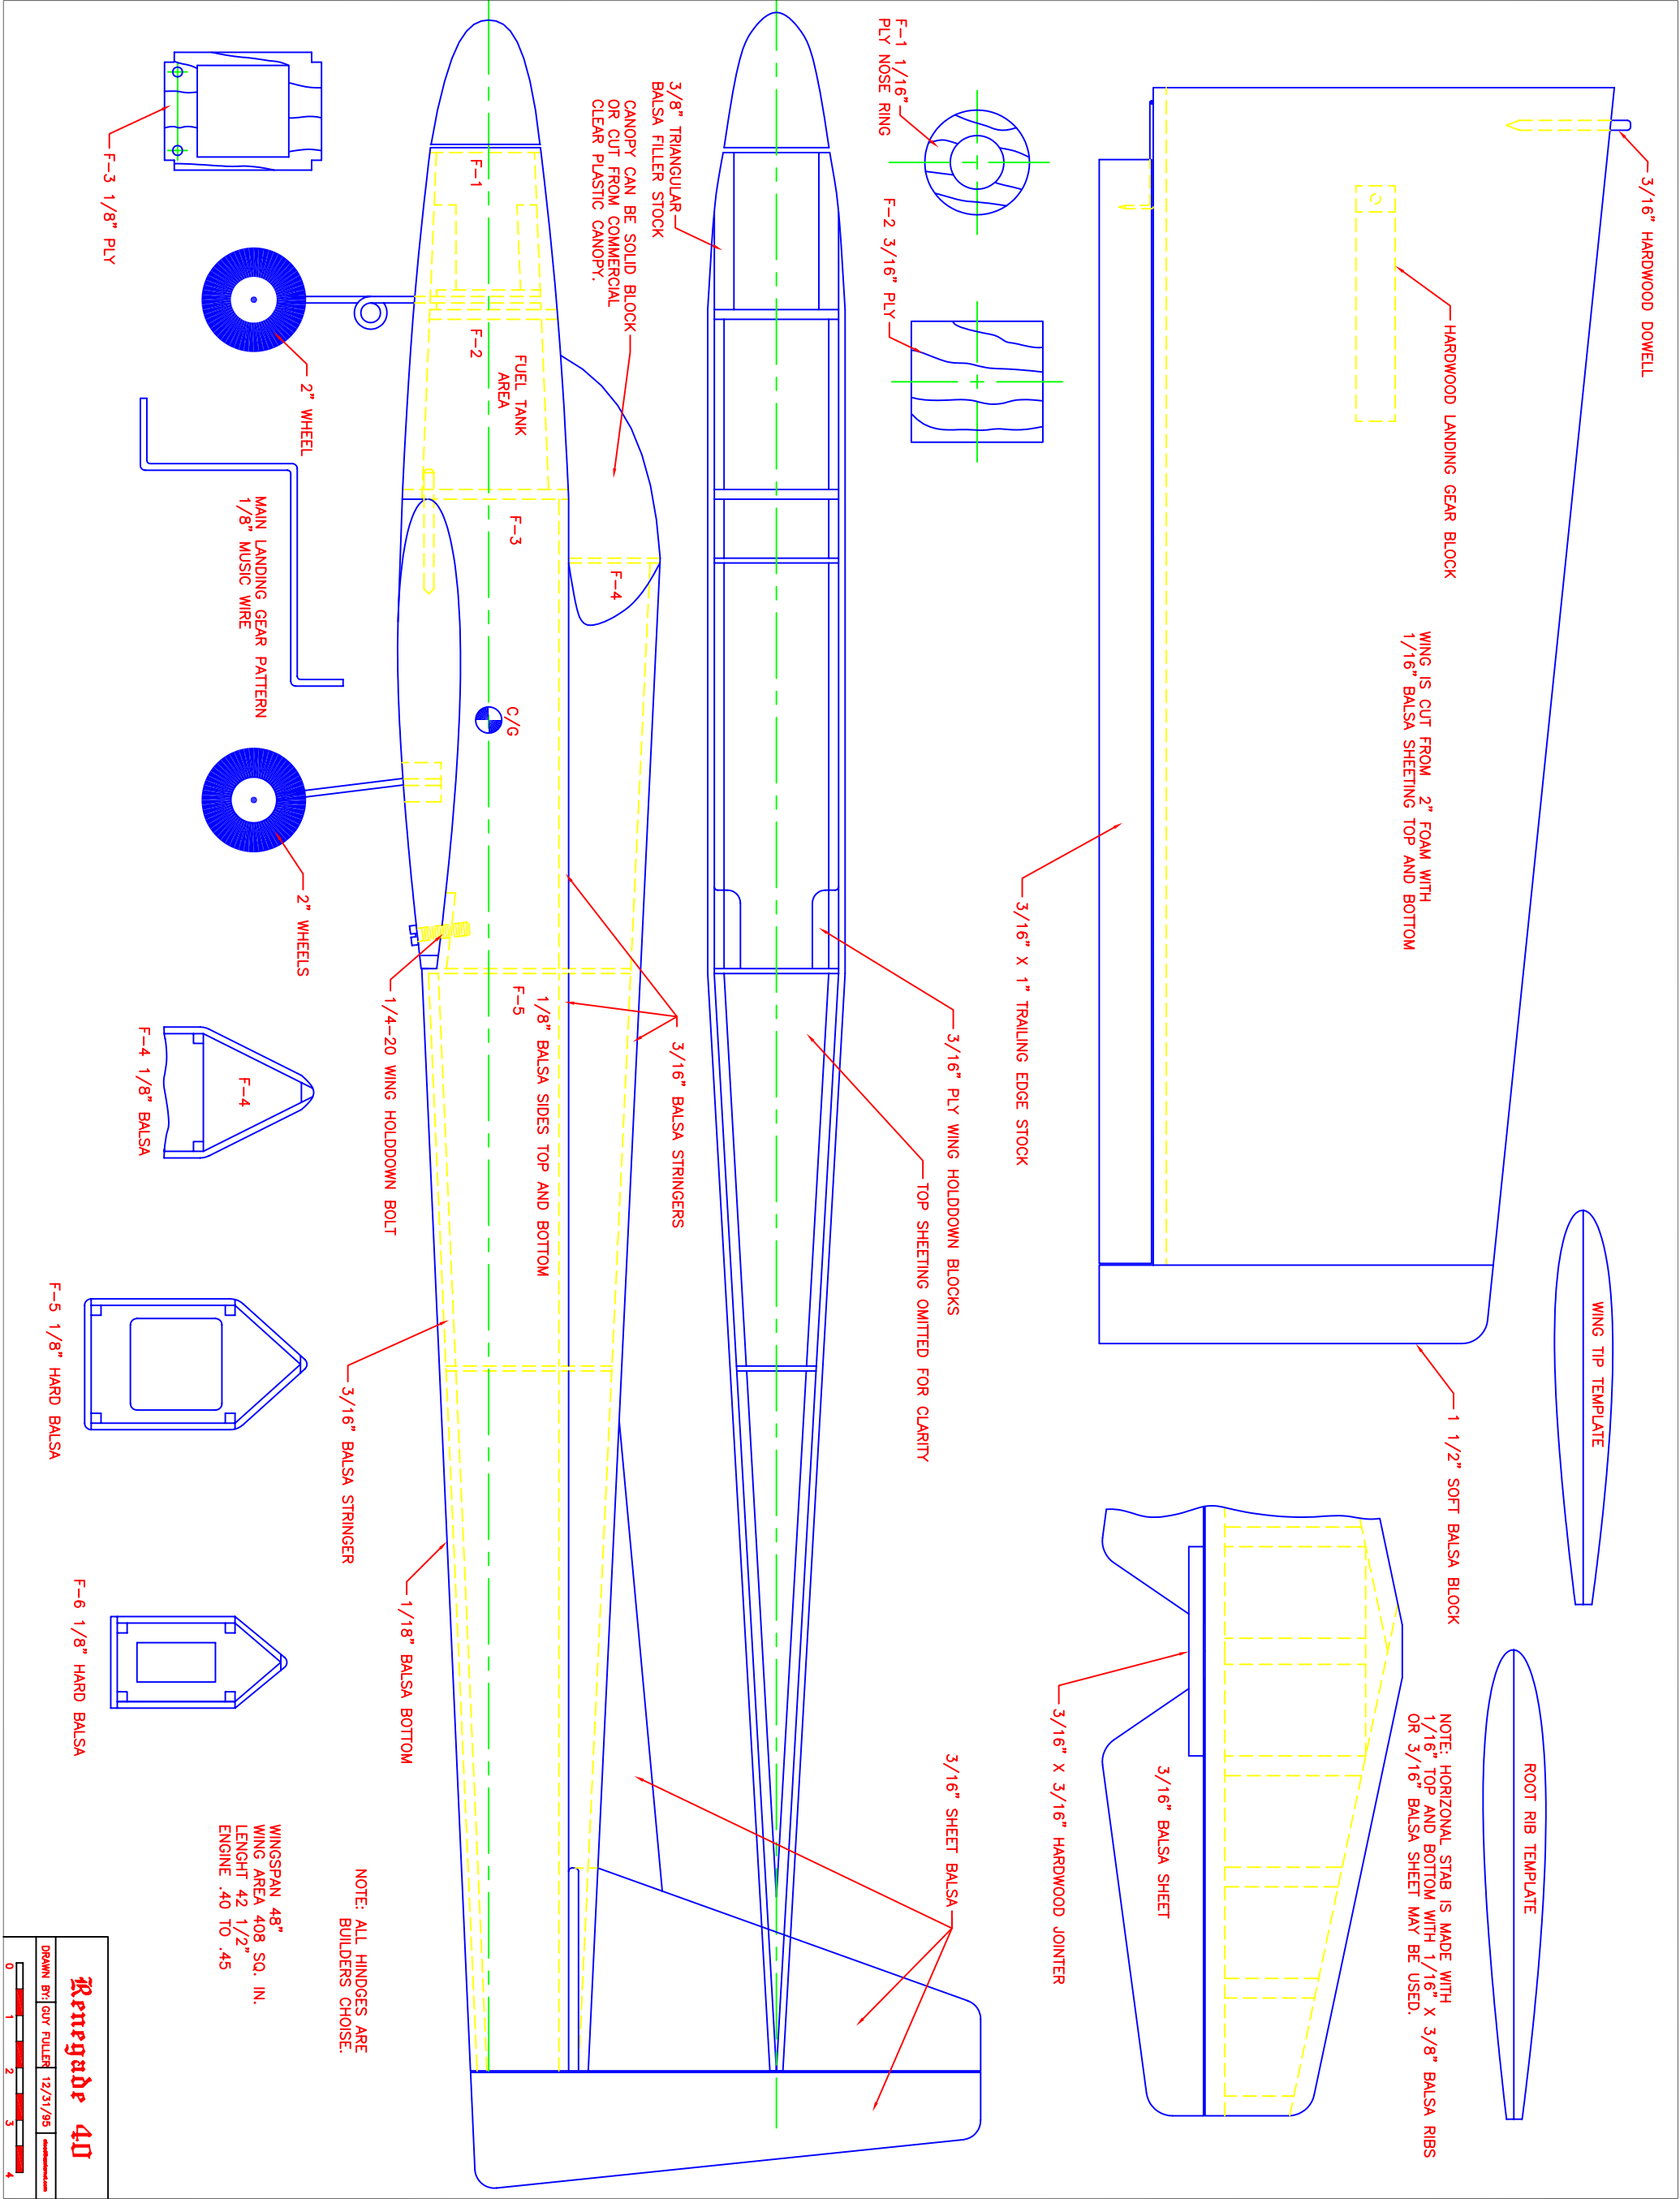 3/16" HARDWOOD DOWELL
HARDWOOD LANDING GEAR BLOCK
WING IS CUT FROM 2" FOAM WITH
1/16" BALSA SHEETING TOP AND BOTTOM
3/16" X 1" TRAILING EDGE STOCK
1 1/2" SOFT BALSA BLOCK
WING TIP TEMPLATE
ROOT RIB TEMPLATE
NOTE: HORIZONAL STAB IS MADE WITH
1/16" TOP AND BOTTOM WITH 1/16" X 3/8" BALSA RIBS
OR 3/16" BALSA SHEET MAY BE USED.
3/16" BALSA SHEET
3/16" X 3/16" HARDWOOD JOINTER
F-1 1/16"
PLY NOSE RING
F-2 3/16" PLY
3/16" PLY WING HOLDDOWN BLOCKS
TOP SHEETING OMITTED FOR CLARITY
3/16" SHEET BALSA
3/8" TRIANGULAR
BALSA FILLER STOCK
CANOPY CAN BE SOLID BLOCK
OR CUT FROM COMMERCIAL
CLEAR PLASTIC CANOPY.
F-1
F-2
FUEL TANK
AREA
F-3
F-4
C/G
3/16" BALSA STRINGERS
1/8" BALSA SIDES TOP AND BOTTOM
F-5
1/4-20 WING HOLDDOWN BOLT
3/16" BALSA STRINGER
1/18" BALSA BOTTOM
NOTE: ALL HINDGES ARE
BUILDERS CHOISE.
2" WHEEL
2" WHEELS
MAIN LANDING GEAR PATTERN
1/8" MUSIC WIRE
F-3 1/8" PLY
F-4
F-4 1/8" BALSA
F-5 1/8" HARD BALSA
F-6 1/8" HARD BALSA
WINGSPAN 48"
WING AREA 408 SQ. IN.
LENGHT 42 1/2"
ENGINE .40 TO .45
Renegade 40
DRAWN BY: GUY FULLER 12/31/95
0 1 2 3 4